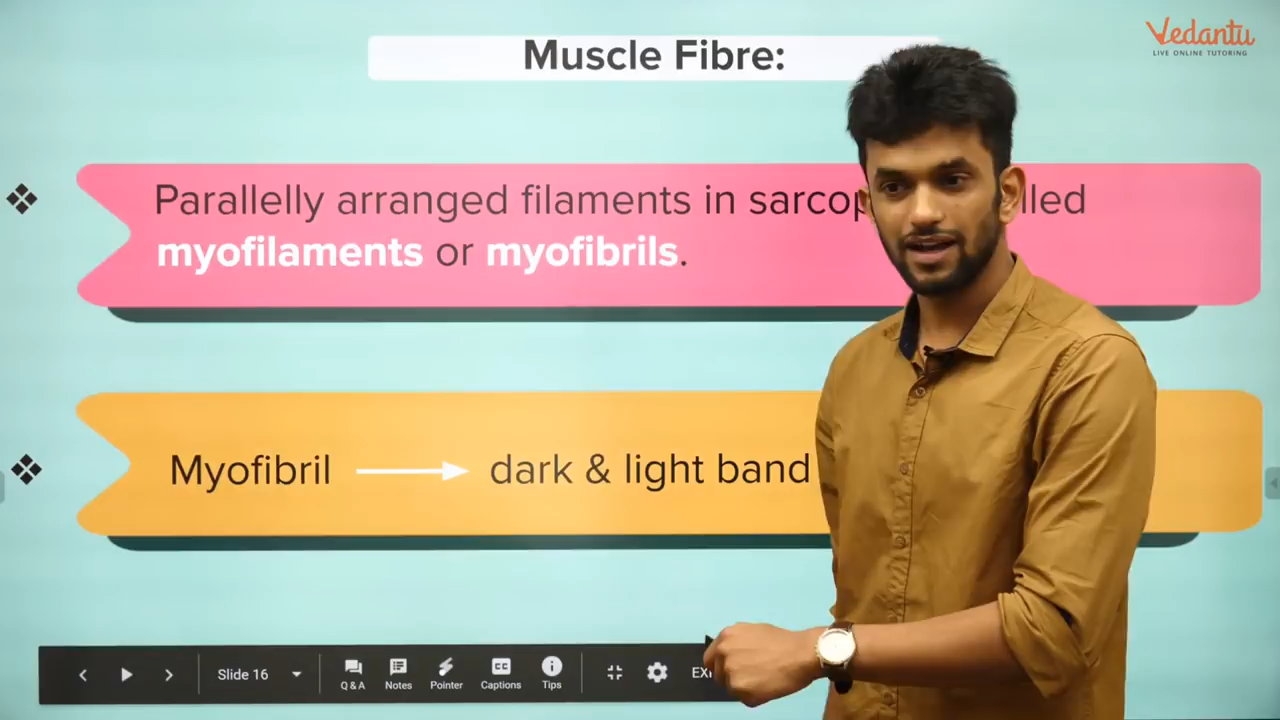 Vedantu
LIVE ONLINE TUTORING
Muscle Fibre:
Parallelly arranged filaments in
myofilaments or myofibrils.
Myofibril dark & light band
Slide 16
Q & A Notes Pointer Captions Tips
CC